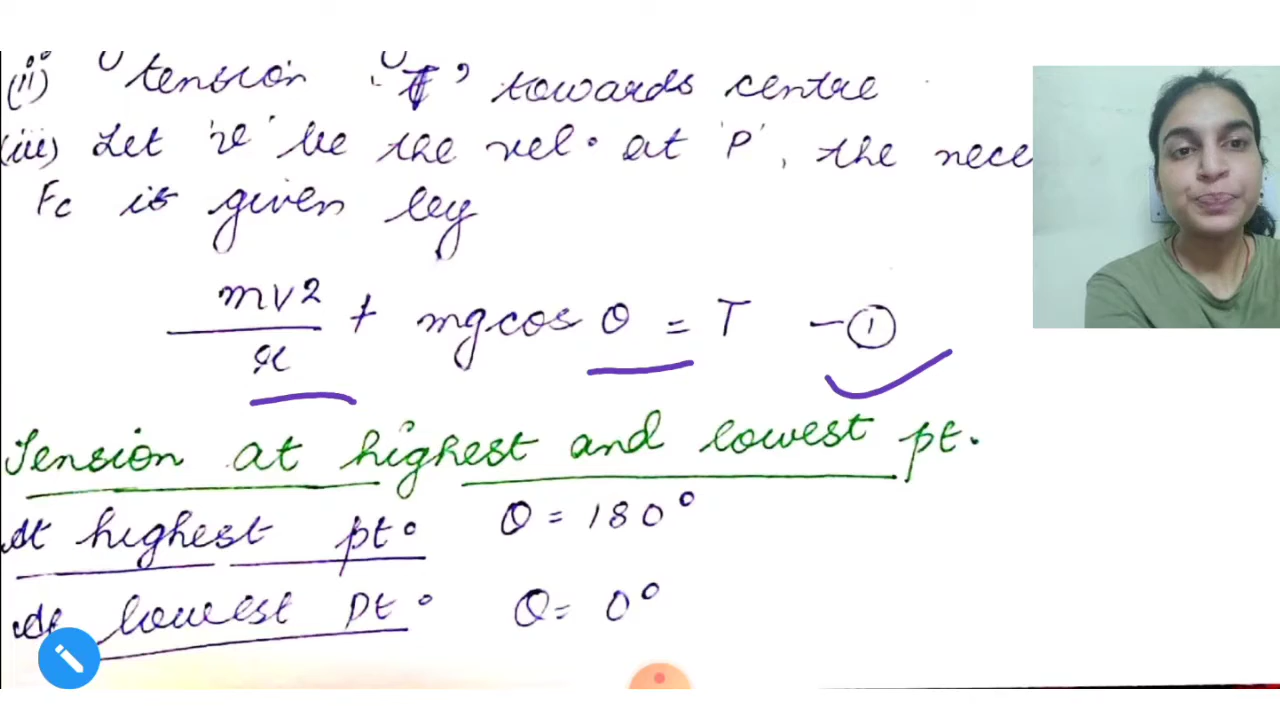 (ii) tension 'T' towards centre
(iii) Let 'v' be the vel. at 'P', the nece
Fc is given by
mv2
/ r + mg cos θ = T - ①
Tension at highest and lowest pt.
At highest pt. θ = 180°
At lowest Pt. θ = 0°